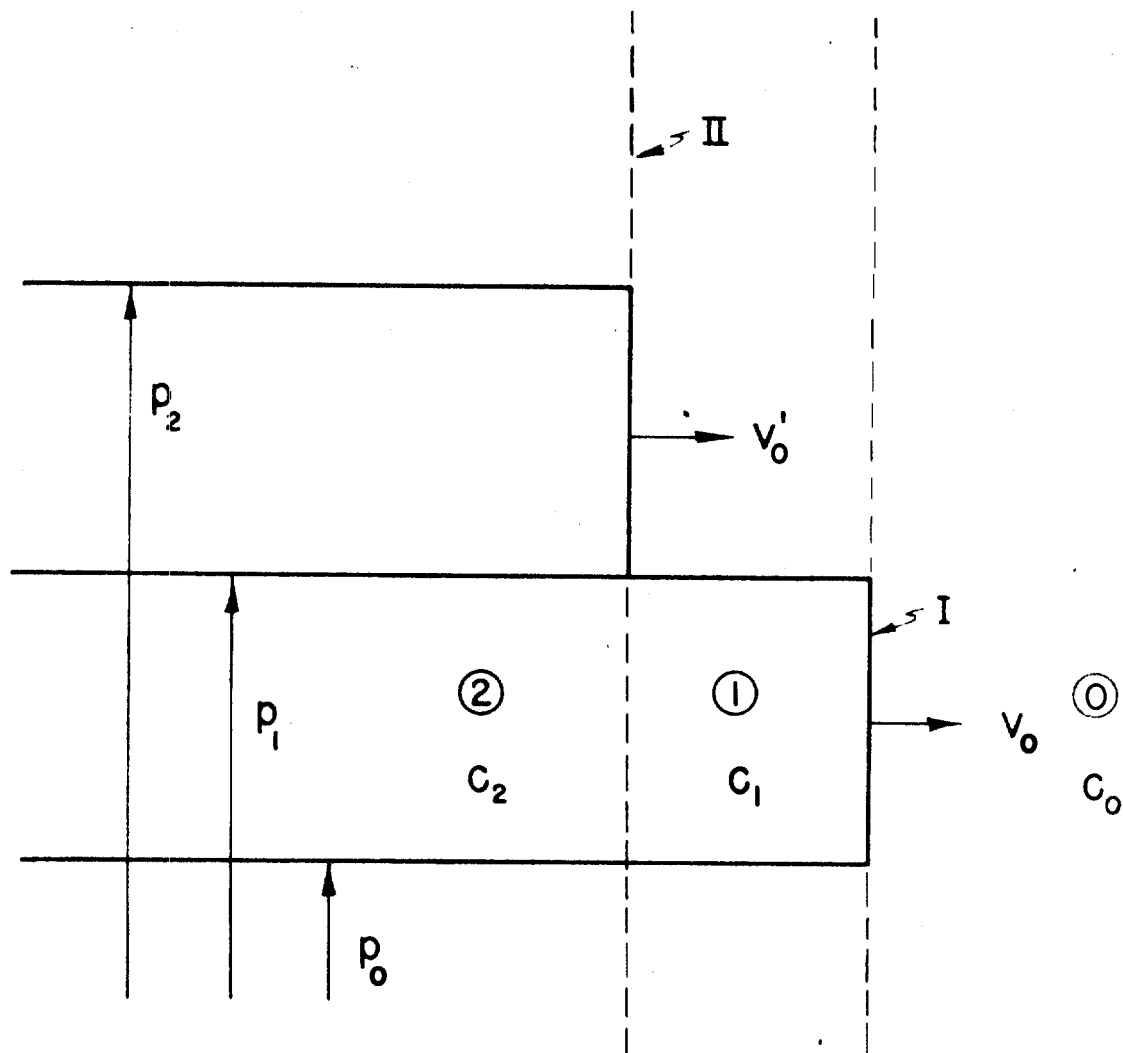 II
p₂
v₀'
I
② ① ⓪
p₁
v₀
c₂ c₁ c₀
p₀